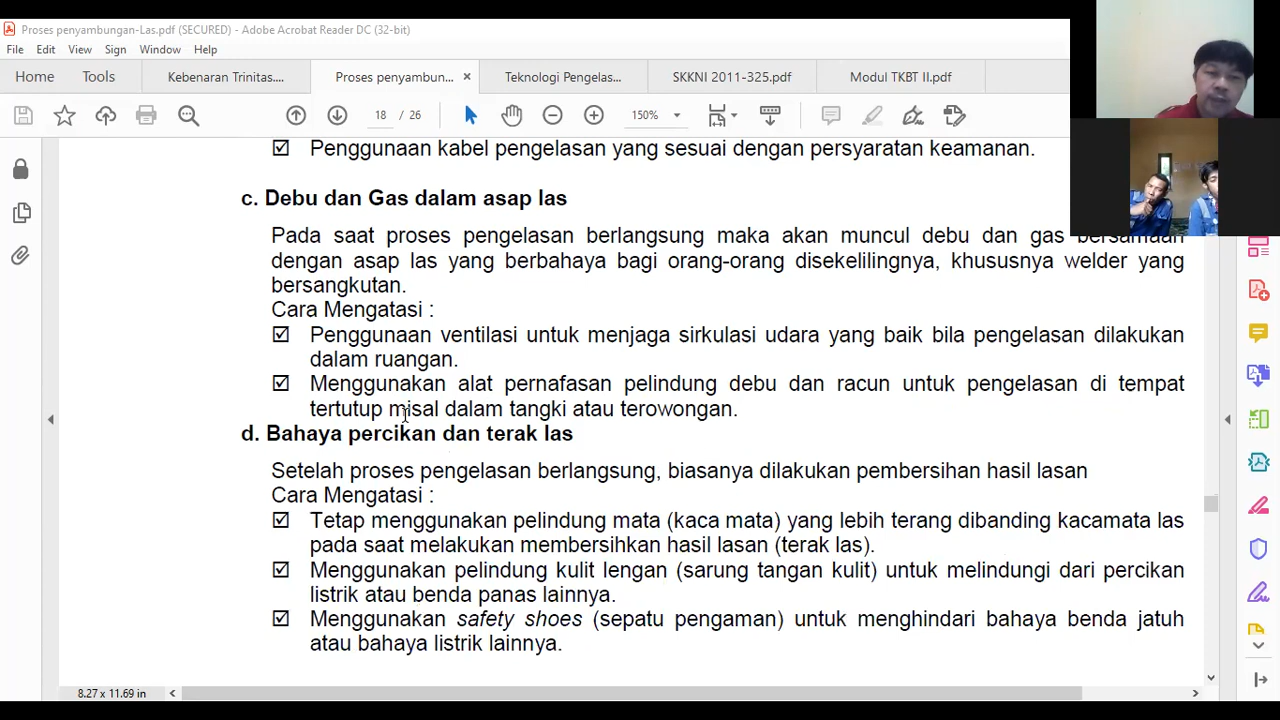 Proses penyambungan-Las.pdf (SECURED) - Adobe Acrobat Reader DC (32-bit)
File Edit View Sign Window Help
Home Tools Kebenaran Trinitas.... Proses penyambun... × Teknologi Pengelas... SKKNI 2011-325.pdf Modul TKBT II.pdf
18 / 26 150%
☑ Penggunaan kabel pengelasan yang sesuai dengan persyaratan keamanan.
c. Debu dan Gas dalam asap las
Pada saat proses pengelasan berlangsung maka akan muncul debu dan gas bersamaan
dengan asap las yang berbahaya bagi orang-orang disekelilingnya, khususnya welder yang
bersangkutan.
Cara Mengatasi :
☑ Penggunaan ventilasi untuk menjaga sirkulasi udara yang baik bila pengelasan dilakukan
dalam ruangan.
☑ Menggunakan alat pernafasan pelindung debu dan racun untuk pengelasan di tempat
tertutup misal dalam tangki atau terowongan.
d. Bahaya percikan dan terak las
Setelah proses pengelasan berlangsung, biasanya dilakukan pembersihan hasil lasan
Cara Mengatasi :
☑ Tetap menggunakan pelindung mata (kaca mata) yang lebih terang dibanding kacamata las
pada saat melakukan membersihkan hasil lasan (terak las).
☑ Menggunakan pelindung kulit lengan (sarung tangan kulit) untuk melindungi dari percikan
listrik atau benda panas lainnya.
☑ Menggunakan safety shoes (sepatu pengaman) untuk menghindari bahaya benda jatuh
atau bahaya listrik lainnya.
8.27 x 11.69 in